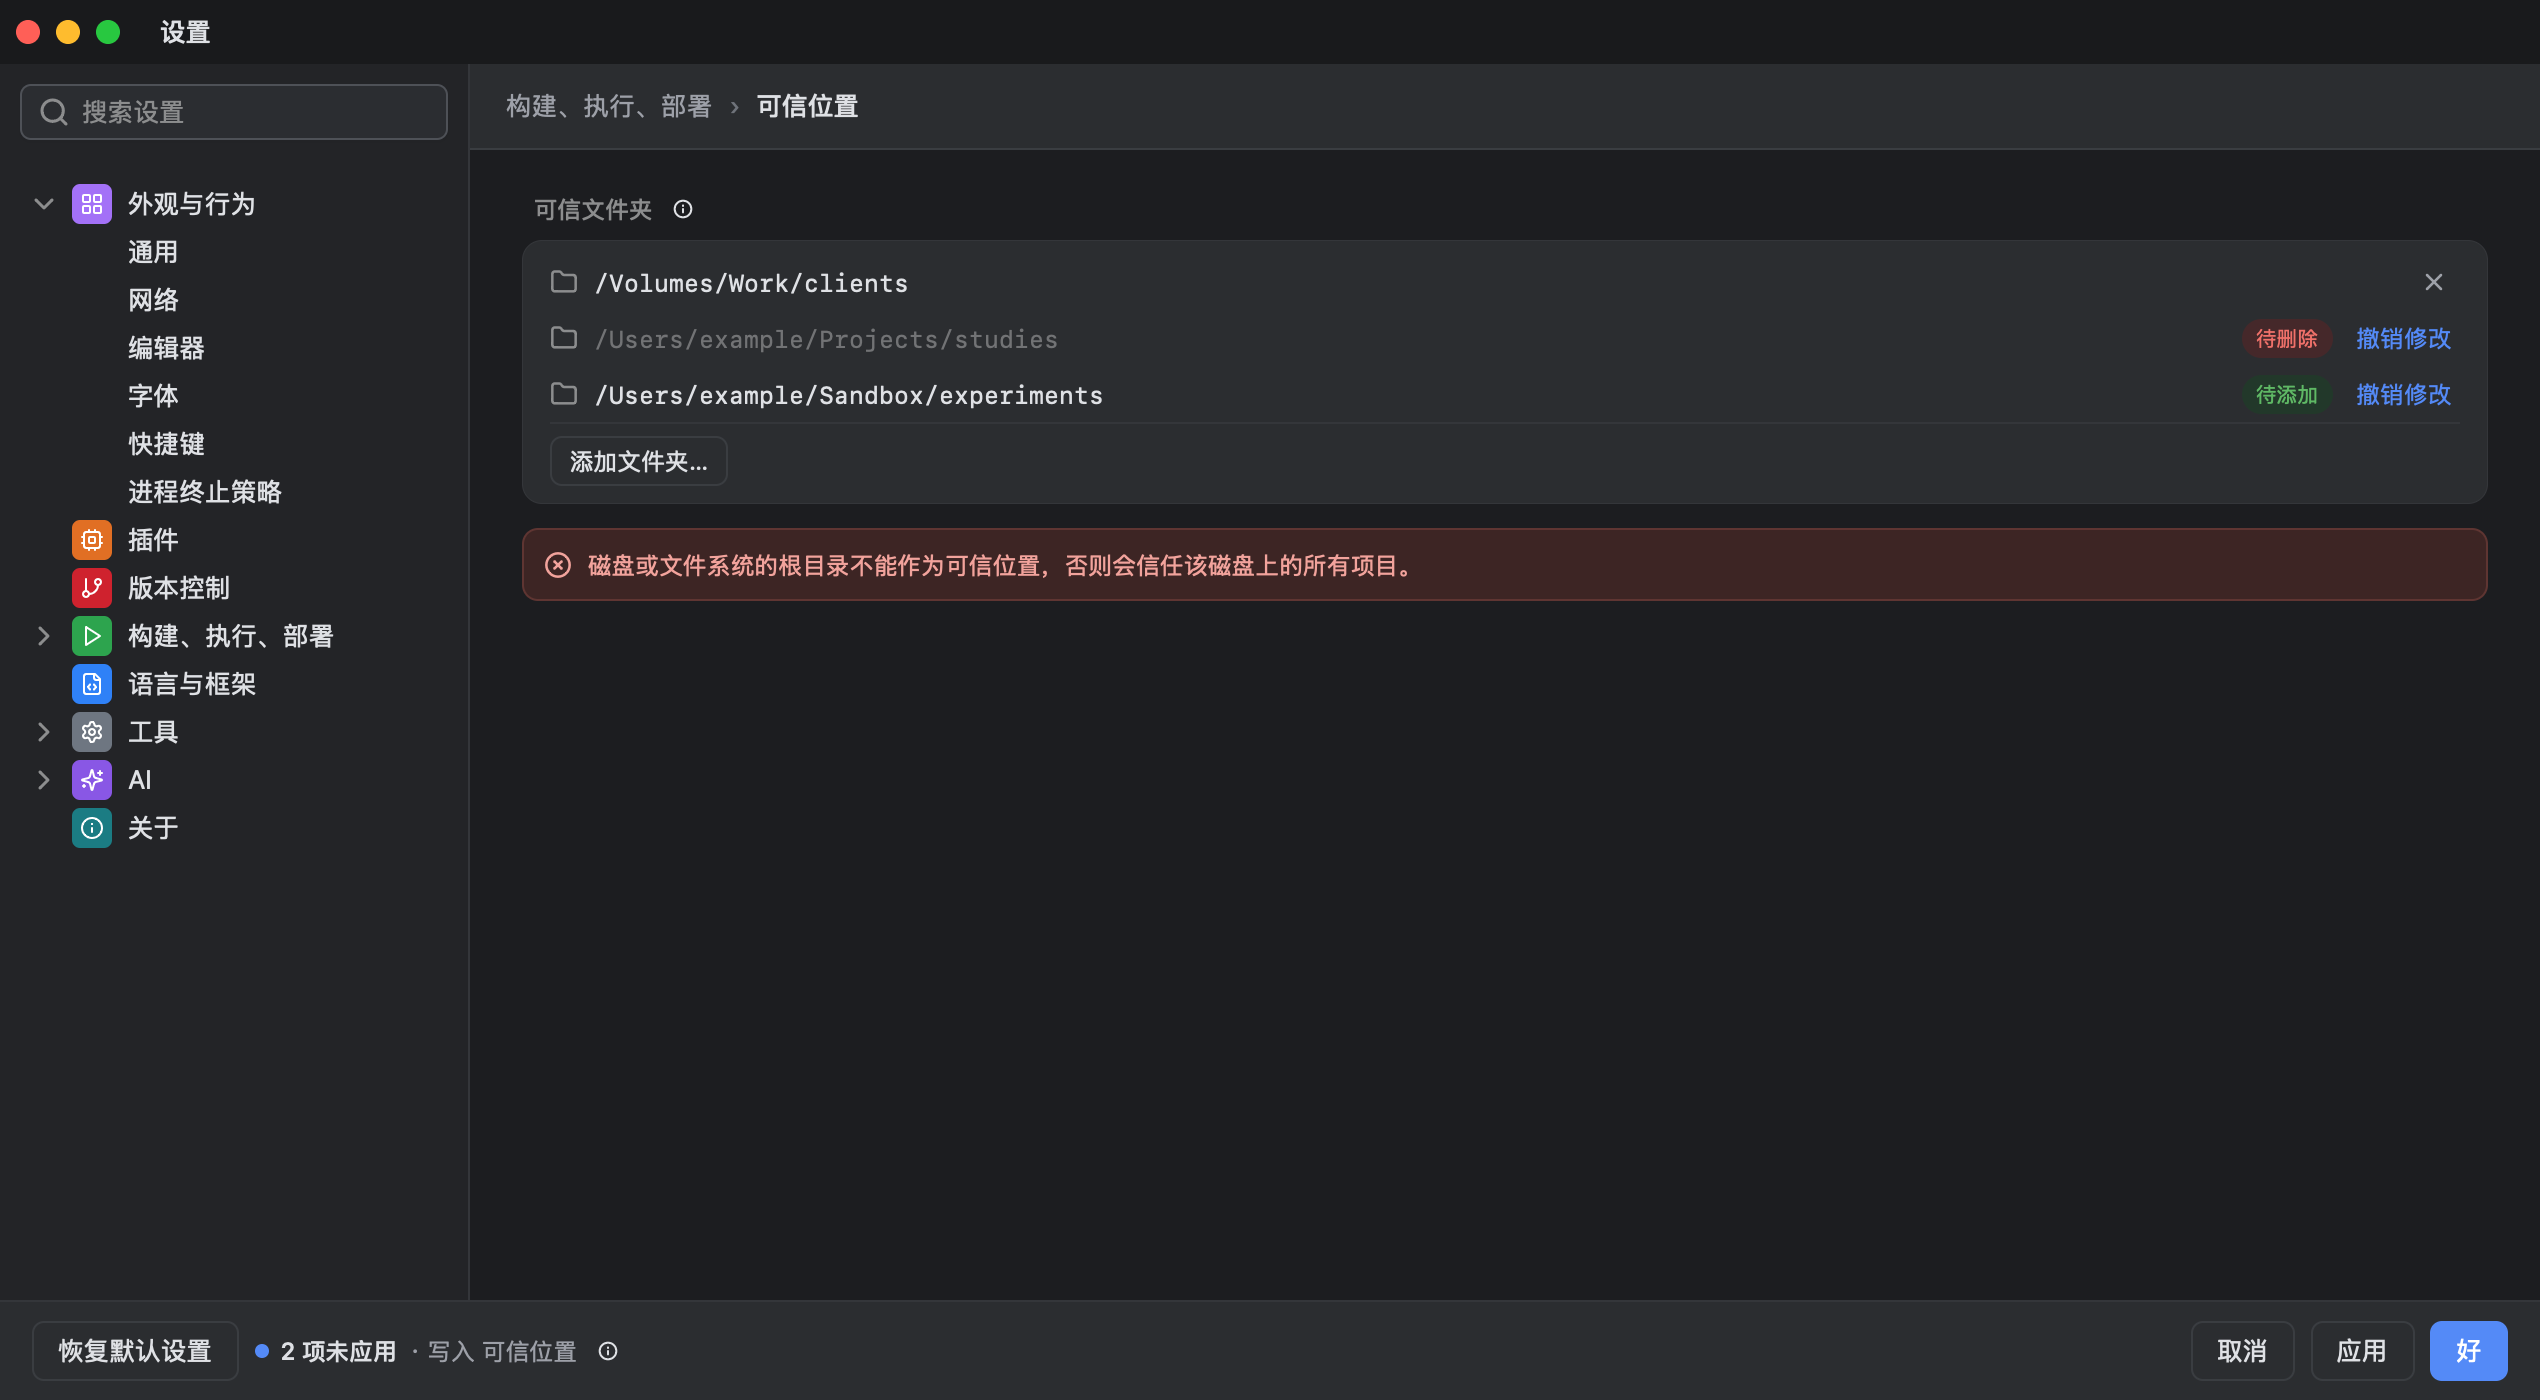 设置
搜索设置
外观与行为
通用
网络
编辑器
字体
快捷键
进程终止策略
插件
版本控制
构建、执行、部署
语言与框架
工具
AI
关于
构建、执行、部署 › 可信位置
可信文件夹
/Volumes/Work/clients
/Users/example/Projects/studies 待删除 撤销修改
/Users/example/Sandbox/experiments 待添加 撤销修改
添加文件夹...
磁盘或文件系统的根目录不能作为可信位置，否则会信任该磁盘上的所有项目。
恢复默认设置 2 项未应用 · 写入 可信位置 取消 应用 好